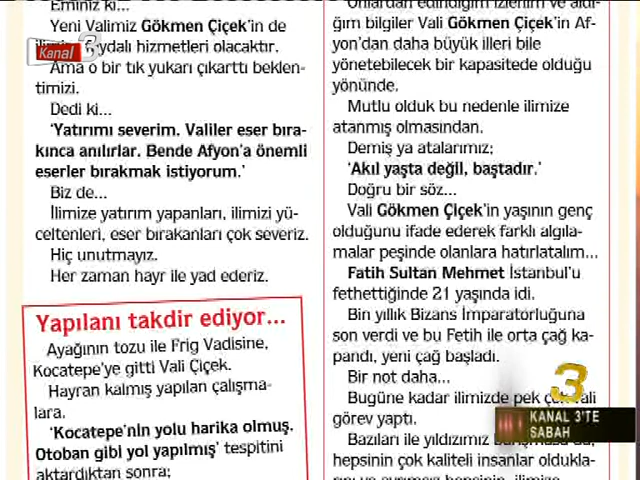 Eminiz ki...
Yeni Valimiz Gökmen Çiçek'in de
faydalı hizmetleri olacaktır.
Ama o bir tık yukarı çıkarttı beklen-
timizi.
Dedi ki...
'Yatırımı severim. Valiler eser bıra-
kınca anılırlar. Bende Afyon'a önemli
eserler bırakmak istiyorum.'
Biz de...
İlimize yatırım yapanları, ilimizi yü-
celtenleri, eser bırakanları çok severiz.
Hiç unutmayız.
Her zaman hayr ile yad ederiz.
Yapılanı takdir ediyor...
Ayağının tozu ile Frig Vadisine,
Kocatepe'ye gitti Vali Çiçek.
Hayran kalmış yapılan çalışma-
lara.
'Kocatepe'nin yolu harika olmuş.
Otoban gibi yol yapılmış' tespitini
aktardıktan sonra;
Onlardan edindiğim izlenim ve aldı-
ğım bilgiler Vali Gökmen Çiçek'in Af-
yon'dan daha büyük illeri bile
yönetebilecek bir kapasitede olduğu
yönünde.
Mutlu olduk bu nedenle ilimize
atanmış olmasından.
Demiş ya atalarımız;
'Akıl yaşta değil, baştadır.'
Doğru bir söz...
Vali Gökmen Çiçek'in yaşının genç
olduğunu ifade ederek farklı algıla-
malar peşinde olanlara hatırlatalım...
Fatih Sultan Mehmet İstanbul'u
fethettiğinde 21 yaşında idi.
Bin yıllık Bizans İmparatorluğuna
son verdi ve bu Fetih ile orta çağ ka-
pandı, yeni çağ başladı.
Bir not daha...
Bugüne kadar ilimizde pek çok vali
görev yaptı.
Bazıları ile yıldızımız
hepsinin çok kaliteli insanlar oldukla-
Kanal 3
3
KANAL 3'TE
SABAH